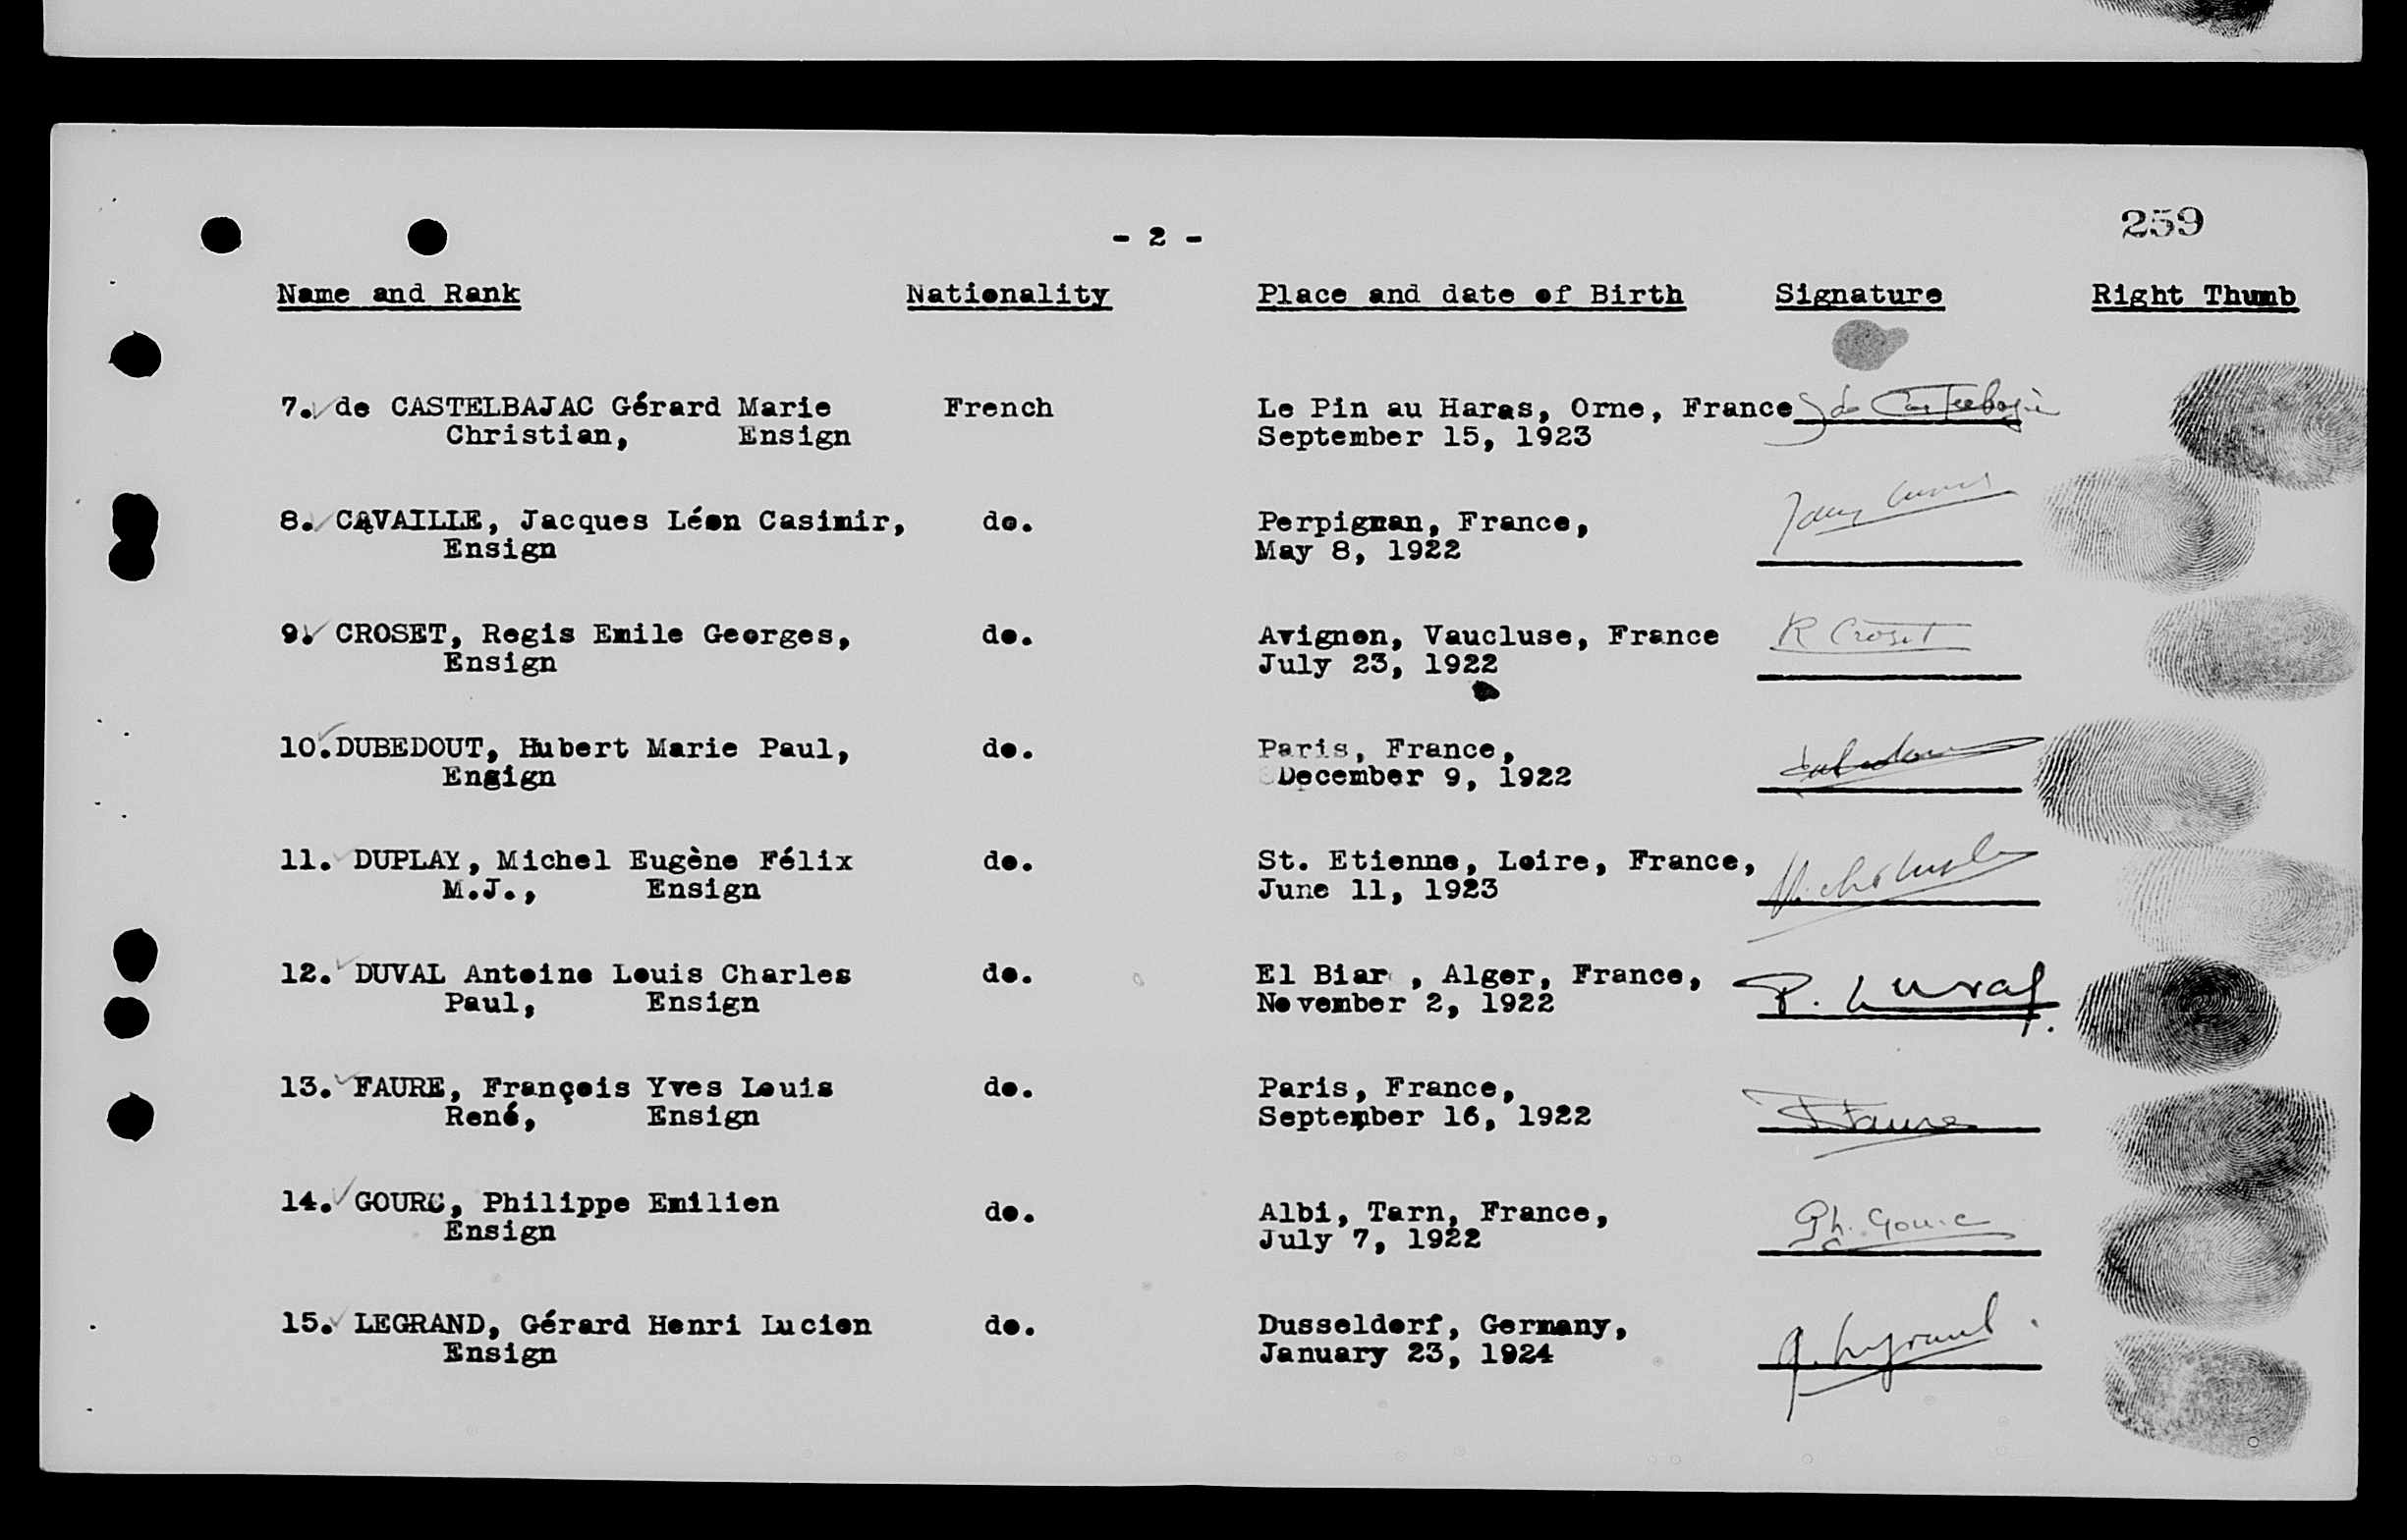 259
- 2 -
Name and Rank Nationality Place and date of Birth Signature Right Thumb
7. de CASTELBAJAC Gérard Marie French Le Pin au Haras, Orne, France G de Castelbajac
Christian, Ensign September 15, 1923
8. CAVAILLE, Jacques Léon Casimir, do. Perpignan, France,
Ensign May 8, 1922
9. CROSET, Regis Emile Georges, do. Avignon, Vaucluse, France R Croset
Ensign July 23, 1922
10. DUBEDOUT, Hubert Marie Paul, do. Paris, France,
Ensign December 9, 1922
11. DUPLAY, Michel Eugène Félix do. St. Etienne, Loire, France,
M.J., Ensign June 11, 1923
12. DUVAL Antoine Louis Charles do. El Biar , Alger, France, P. Duval
Paul, Ensign November 2, 1922
13. FAURE, François Yves Louis do. Paris, France,
René, Ensign September 16, 1922 F Faure
14. GOURC, Philippe Emilien do. Albi, Tarn, France, Ph. Gourc
Ensign July 7, 1922
15. LEGRAND, Gérard Henri Lucien do. Dusseldorf, Germany, G. Legrand
Ensign January 23, 1924